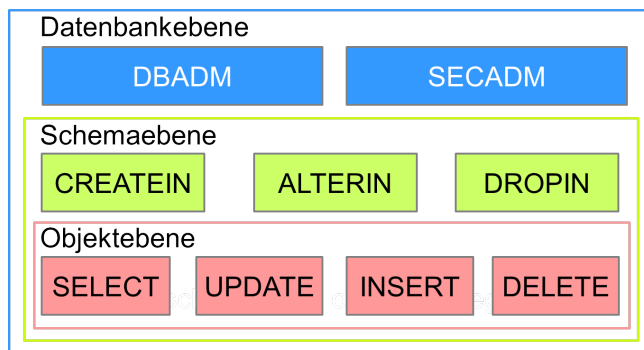 Datenbankebene
DBADM SECADM
Schemaebene
CREATEIN ALTERIN DROPIN
Objektebene
SELECT UPDATE INSERT DELETE